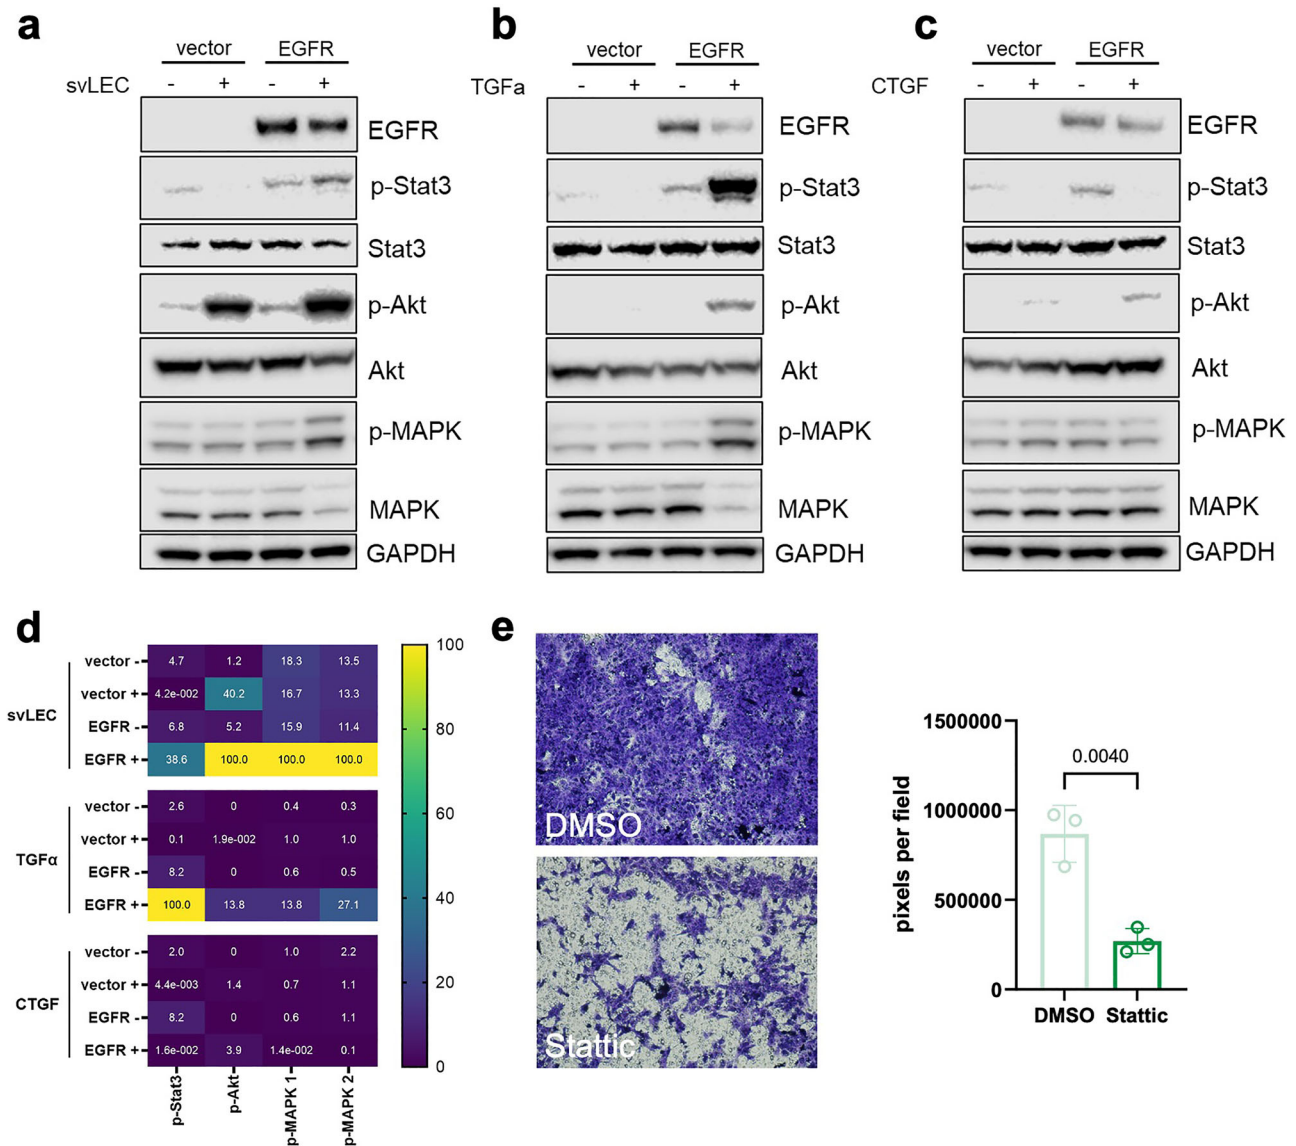 a
vector EGFR
svLEC - + - +
EGFR
p-Stat3
Stat3
p-Akt
Akt
p-MAPK
MAPK
GAPDH
b
vector EGFR
TGFa - + - +
EGFR
p-Stat3
Stat3
p-Akt
Akt
p-MAPK
MAPK
GAPDH
c
vector EGFR
CTGF - + - +
EGFR
p-Stat3
Stat3
p-Akt
Akt
p-MAPK
MAPK
GAPDH
d
svLEC
vector - 4.7 1.2 18.3 13.5
vector + 4.2e-002 40.2 16.7 13.3
EGFR - 6.8 5.2 15.9 11.4
EGFR + 38.6 100.0 100.0 100.0
TGFα
vector - 2.6 0 0.4 0.3
vector + 0.1 1.9e-002 1.0 1.0
EGFR - 8.2 0 0.6 0.5
EGFR + 100.0 13.8 13.8 27.1
CTGF
vector - 2.0 0 1.0 2.2
vector + 4.4e-003 1.4 0.7 1.1
EGFR - 8.2 0 0.6 1.1
EGFR + 1.6e-002 3.9 1.4e-002 0.1
p-Stat3
p-Akt
p-MAPK 1
p-MAPK 2
100
80
60
40
20
0
e
DMSO
Stattic
pixels per field
1500000
1000000
500000
0
0.0040
DMSO Stattic